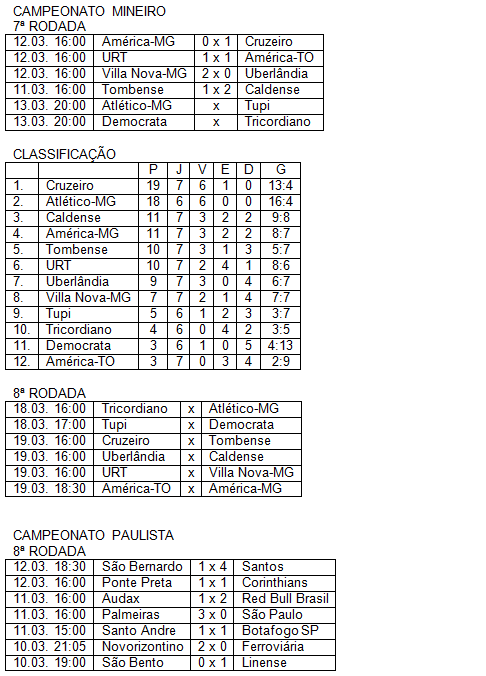 CAMPEONATO MINEIRO
7ª RODADA
12.03. 16:00 América-MG 0 x 1 Cruzeiro
12.03. 16:00 URT 1 x 1 América-TO
12.03. 16:00 Villa Nova-MG 2 x 0 Uberlândia
11.03. 16:00 Tombense 1 x 2 Caldense
13.03. 20:00 Atlético-MG x Tupi
13.03. 20:00 Democrata x Tricordiano
CLASSIFICAÇÃO
P J V E D G
1. Cruzeiro 19 7 6 1 0 13:4
2. Atlético-MG 18 6 6 0 0 16:4
3. Caldense 11 7 3 2 2 9:8
4. América-MG 11 7 3 2 2 8:7
5. Tombense 10 7 3 1 3 5:7
6. URT 10 7 2 4 1 8:6
7. Uberlândia 9 7 3 0 4 6:7
8. Villa Nova-MG 7 7 2 1 4 7:7
9. Tupi 5 6 1 2 3 3:7
10. Tricordiano 4 6 0 4 2 3:5
11. Democrata 3 6 1 0 5 4:13
12. América-TO 3 7 0 3 4 2:9
8ª RODADA
18.03. 16:00 Tricordiano x Atlético-MG
18.03. 17:00 Tupi x Democrata
19.03. 16:00 Cruzeiro x Tombense
19.03. 16:00 Uberlândia x Caldense
19.03. 16:00 URT x Villa Nova-MG
19.03. 18:30 América-TO x América-MG
CAMPEONATO PAULISTA
8ª RODADA
12.03. 18:30 São Bernardo 1 x 4 Santos
12.03. 16:00 Ponte Preta 1 x 1 Corinthians
11.03. 16:00 Audax 1 x 2 Red Bull Brasil
11.03. 16:00 Palmeiras 3 x 0 São Paulo
11.03. 15:00 Santo Andre 1 x 1 Botafogo SP
10.03. 21:05 Novorizontino 2 x 0 Ferroviária
10.03. 19:00 São Bento 0 x 1 Linense